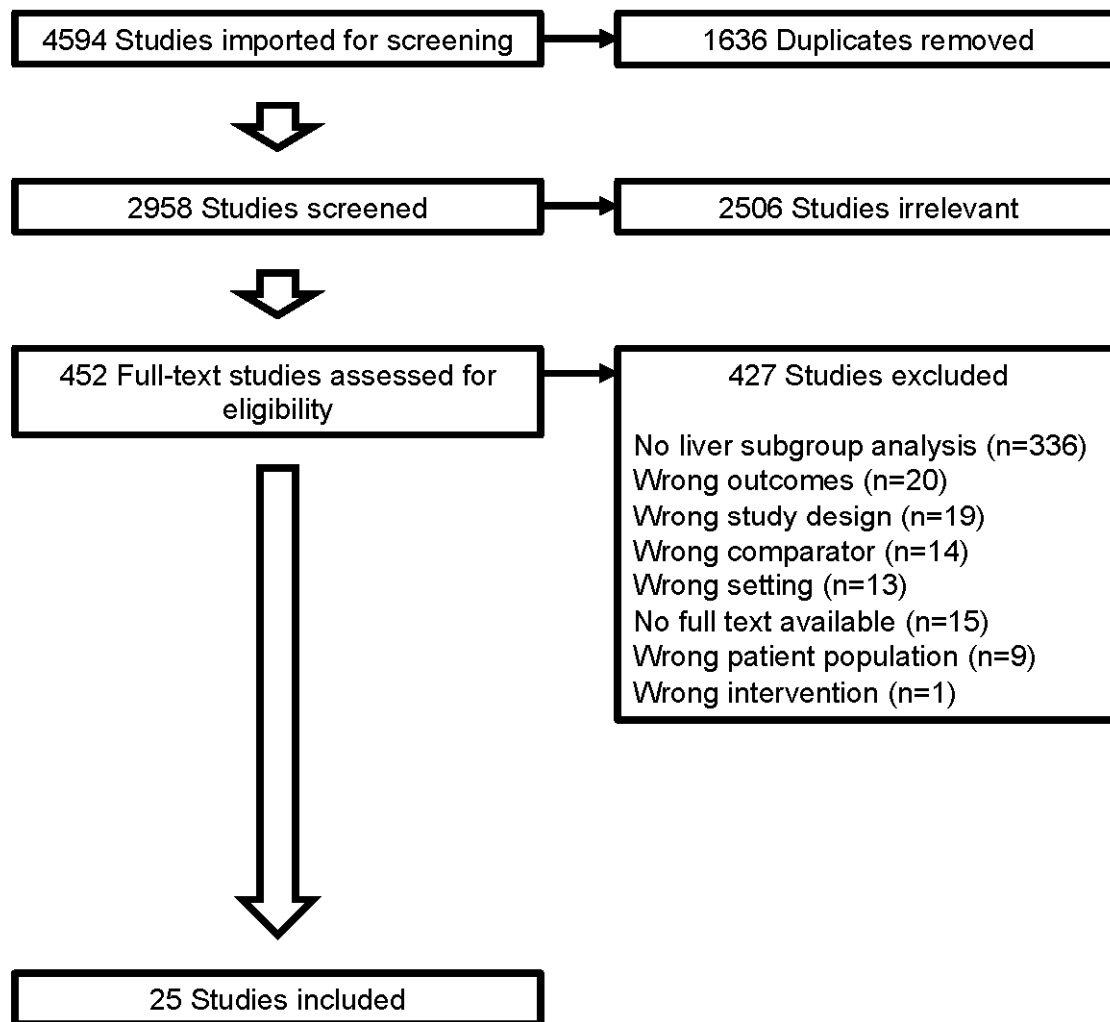 4594 Studies imported for screening
1636 Duplicates removed
2958 Studies screened
2506 Studies irrelevant
452 Full-text studies assessed for
eligibility
427 Studies excluded
No liver subgroup analysis (n=336)
Wrong outcomes (n=20)
Wrong study design (n=19)
Wrong comparator (n=14)
Wrong setting (n=13)
No full text available (n=15)
Wrong patient population (n=9)
Wrong intervention (n=1)
25 Studies included